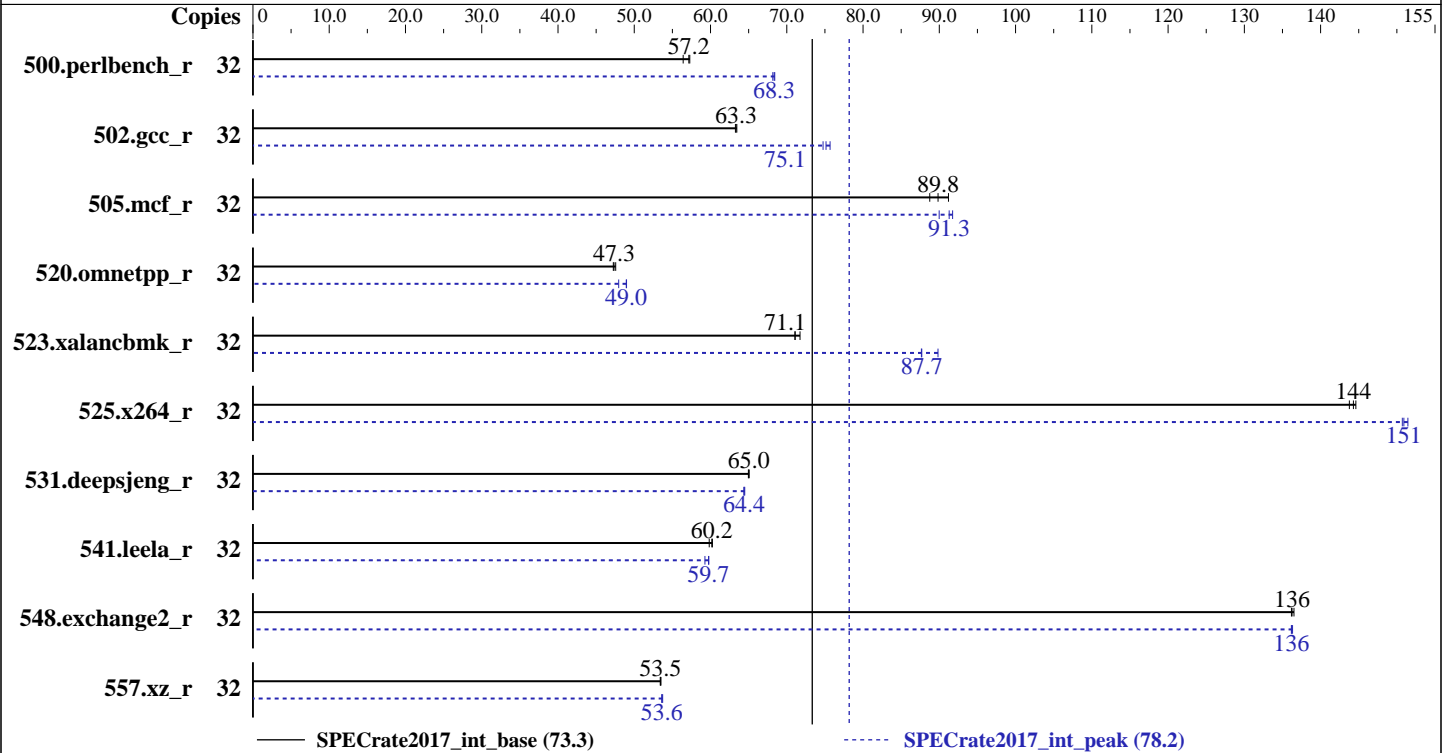 Copies 0 10.0 20.0 30.0 40.0 50.0 60.0 70.0 80.0 90.0 100 110 120 130 140 155
57.2
500.perlbench_r 32
68.3
63.3
502.gcc_r 32
75.1
89.8
505.mcf_r 32
91.3
47.3
520.omnetpp_r 32
49.0
71.1
523.xalancbmk_r 32
87.7
144
525.x264_r 32
151
65.0
531.deepsjeng_r 32
64.4
60.2
541.leela_r 32
59.7
136
548.exchange2_r 32
136
53.5
557.xz_r 32
53.6
SPECrate2017_int_base (73.3) SPECrate2017_int_peak (78.2)